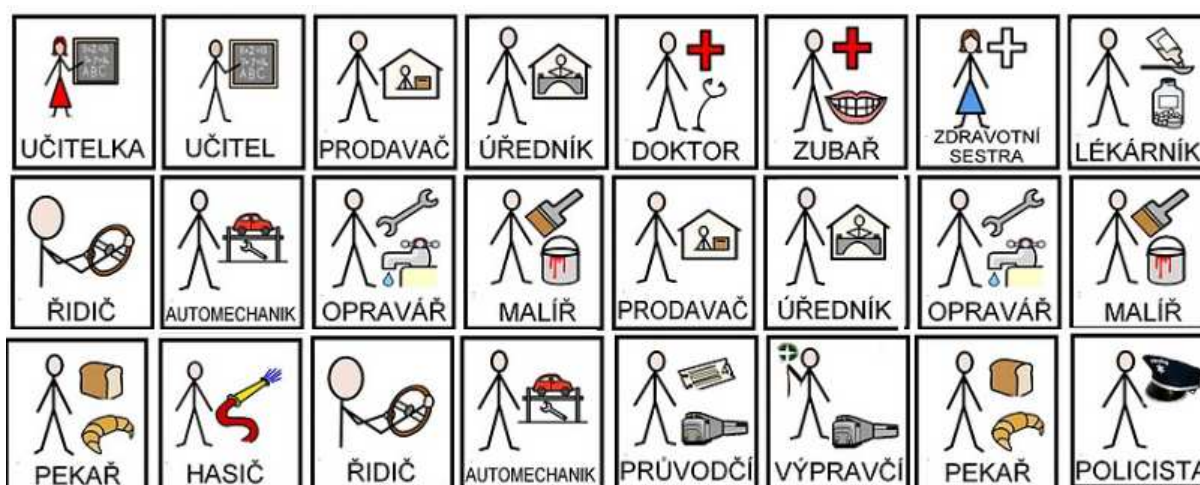 UČITELKA
UČITEL
PRODAVAČ
ÚŘEDNÍK
DOKTOR
ZUBAŘ
ZDRAVOTNÍ
SESTRA
LÉKÁRNÍK
ŘIDIČ
AUTOMECHANIK
OPRAVÁŘ
MALÍŘ
PRODAVAČ
ÚŘEDNÍK
OPRAVÁŘ
MALÍŘ
PEKAŘ
HASIČ
ŘIDIČ
AUTOMECHANIK
PRŮVODČÍ
VÝPRAVČÍ
PEKAŘ
POLICISTA